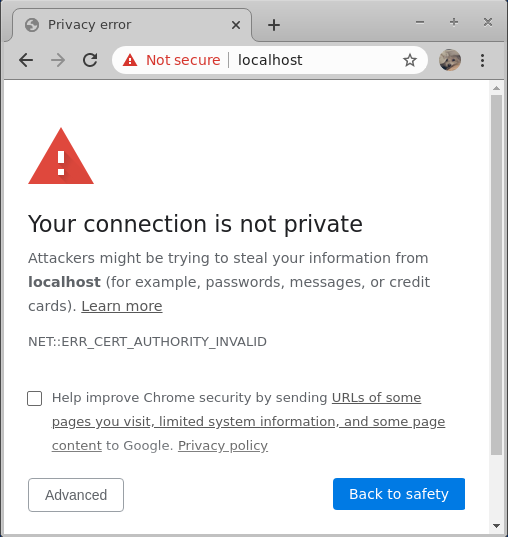 Privacy error
Not secure localhost
Your connection is not private
Attackers might be trying to steal your information from
localhost (for example, passwords, messages, or credit
cards). Learn more
NET::ERR_CERT_AUTHORITY_INVALID
Help improve Chrome security by sending URLs of some
pages you visit, limited system information, and some page
content to Google. Privacy policy
Advanced
Back to safety